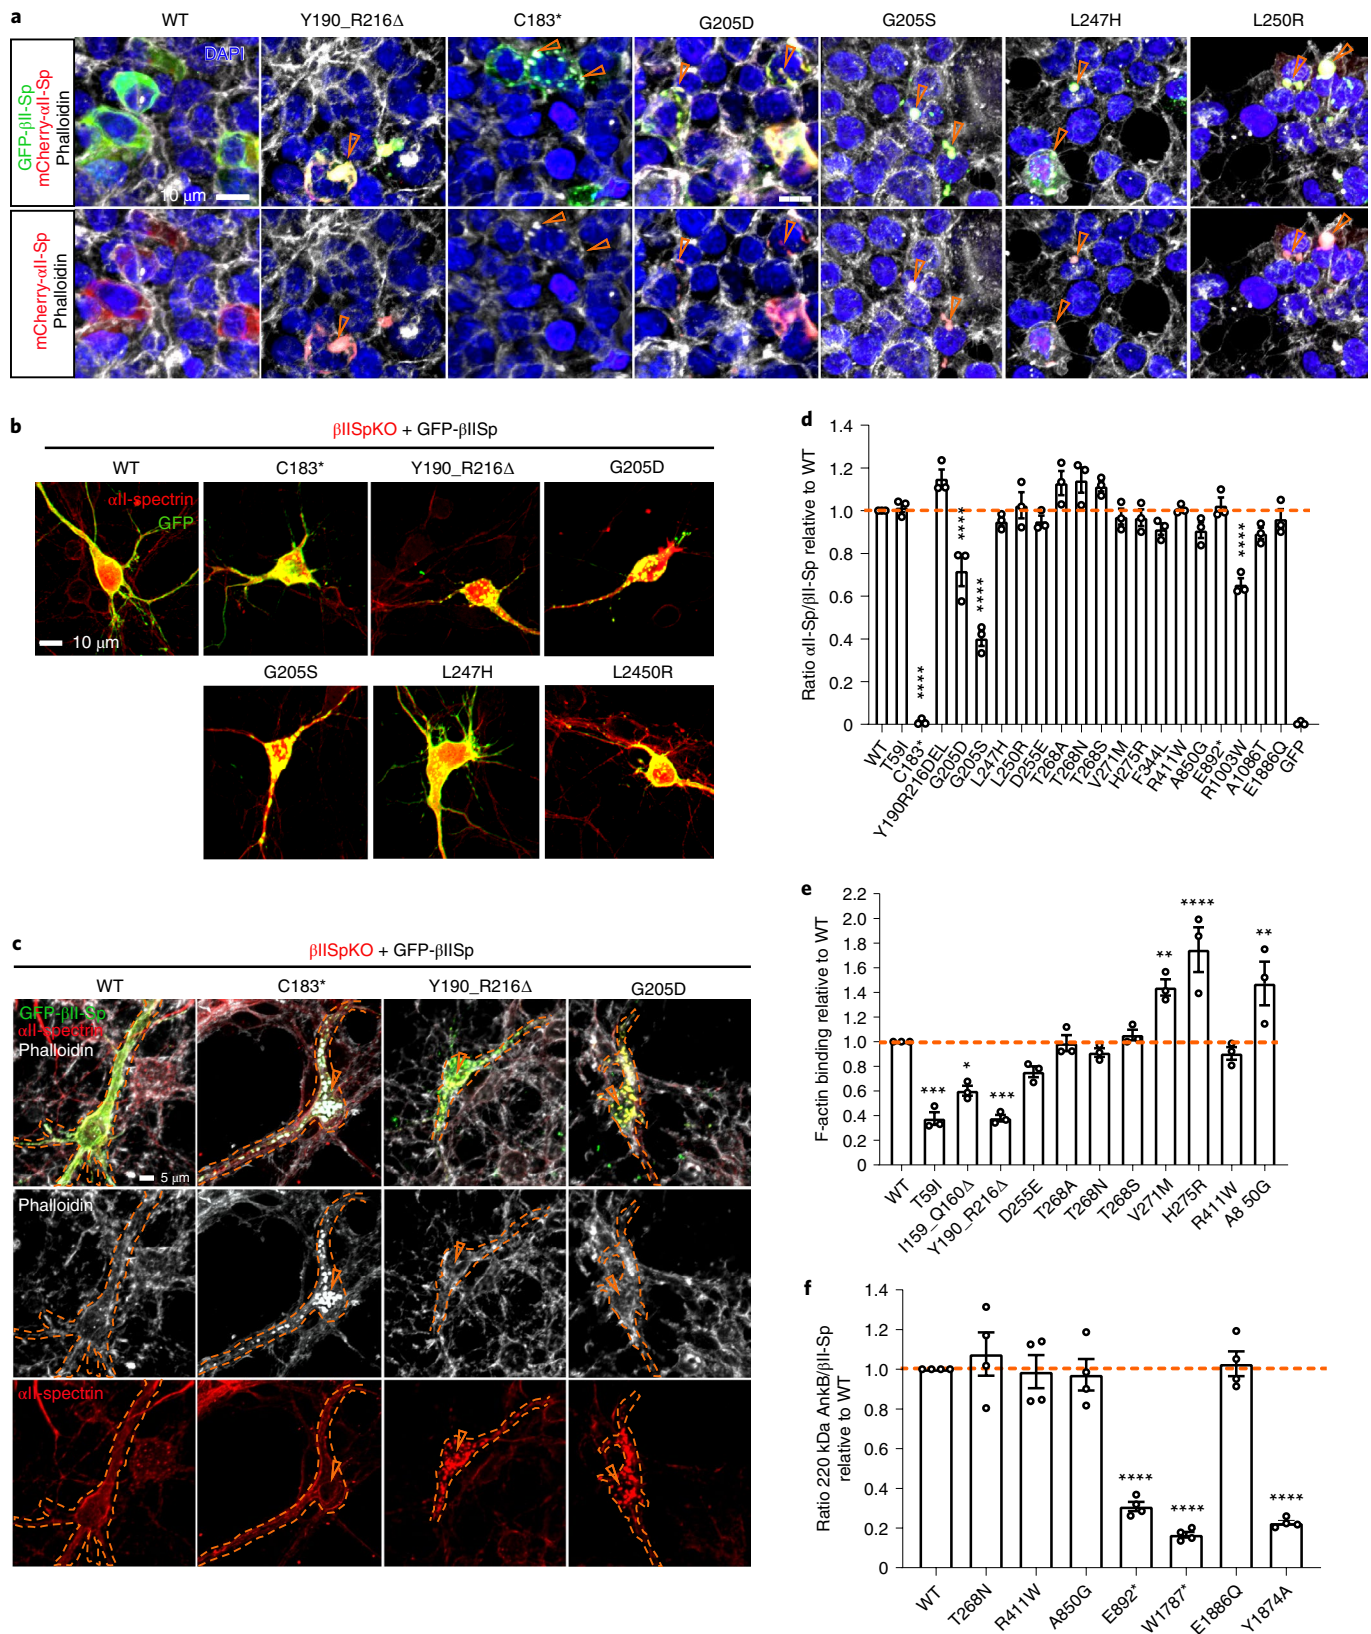 a
WT
Y190_R216Δ
C183*
G205D
G205S
L247H
L250R
GFP-βII-Sp
mCherry-αII-Sp
Phalloidin
DAPI
10 μm
mCherry-αII-Sp
Phalloidin
b
βIISpKO + GFP-βIISp
WT
C183*
Y190_R216Δ
G205D
αII-spectrin
GFP
10 μm
G205S
L247H
L2450R
c
βIISpKO + GFP-βIISp
WT
C183*
Y190_R216Δ
G205D
GFP-βII-Sp
αII-spectrin
Phalloidin
5 μm
Phalloidin
αII-spectrin
d
Ratio αII-Sp/βII-Sp relative to WT
1.4
1.2
1.0
0.8
0.6
0.4
0.2
0
****
****
****
****
WT
T59I
C183*
Y190R216DEL
G205D
G205S
L247H
L250R
D255E
T268A
T268N
T268S
V271M
H275R
F344L
R411W
A850G
E892*
R1003W
A1086T
E1886Q
GFP
e
F-actin binding relative to WT
2.2
2.0
1.8
1.6
1.4
1.2
1.0
0.8
0.6
0.4
0.2
0
***
*
***
**
****
**
WT
T59I
I159_Q160Δ
Y190_R216Δ
D255E
T268A
T268N
T268S
V271M
H275R
R411W
A8 50G
f
Ratio 220 kDa AnkB/βII-Sp
relative to WT
1.4
1.2
1.0
0.8
0.6
0.4
0.2
0
****
****
****
WT
T268N
R411W
A850G
E892*
W1787*
E1886Q
Y1874A